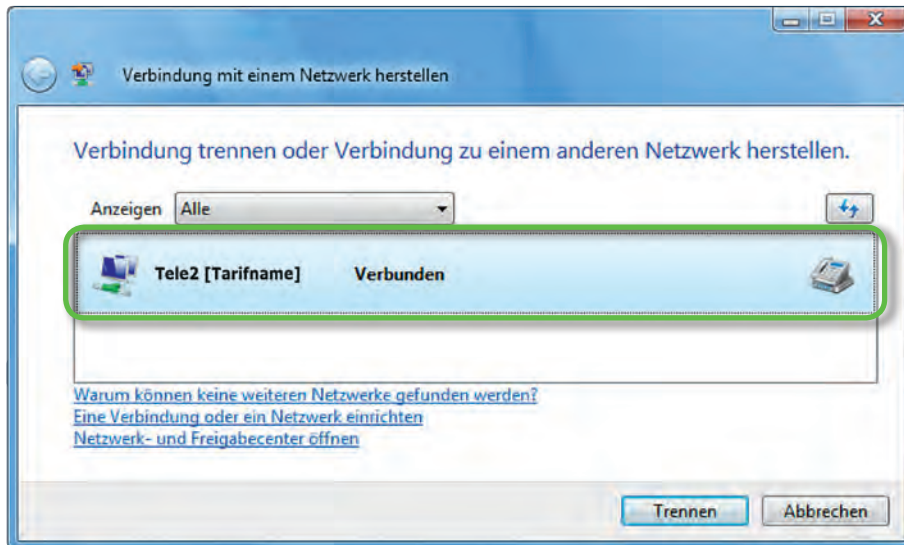 Verbindung mit einem Netzwerk herstellen
Verbindung trennen oder Verbindung zu einem anderen Netzwerk herstellen.
Anzeigen Alle
Tele2 [Tarifname] Verbunden
Warum können keine weiteren Netzwerke gefunden werden?
Eine Verbindung oder ein Netzwerk einrichten
Netzwerk- und Freigabecenter öffnen
Trennen Abbrechen